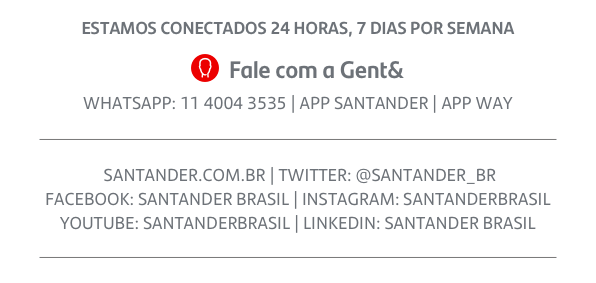 ESTAMOS CONECTADOS 24 HORAS, 7 DIAS POR SEMANA
Fale com a Gent&
WHATSAPP: 11 4004 3535 | APP SANTANDER | APP WAY
SANTANDER.COM.BR | TWITTER: @SANTANDER_BR
FACEBOOK: SANTANDER BRASIL | INSTAGRAM: SANTANDERBRASIL
YOUTUBE: SANTANDERBRASIL | LINKEDIN: SANTANDER BRASIL